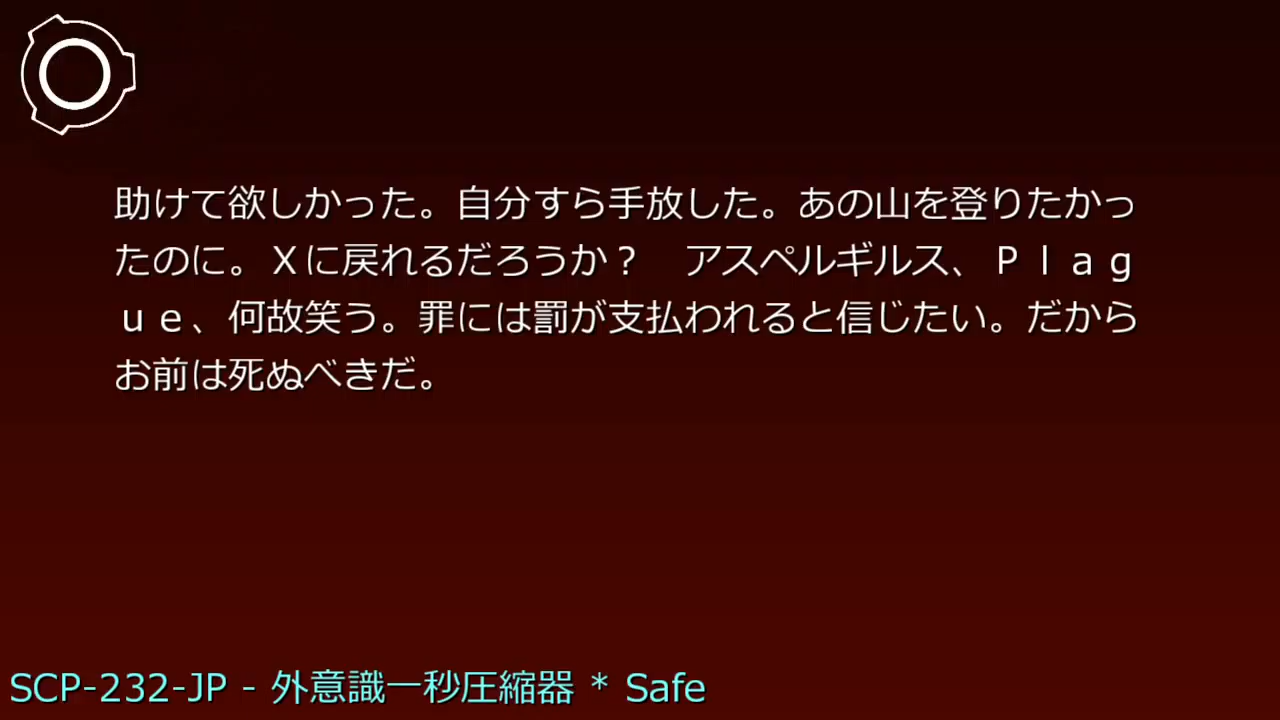 助けて欲しかった。自分すら手放した。あの山を登りたかっ
たのに。Xに戻れるだろうか？　アスペルギルス、Ｐｌａｇ
ｕｅ、何故笑う。罪には罰が支払われると信じたい。だから
お前は死ぬべきだ。
SCP-232-JP - 外意識一秒圧縮器 * Safe